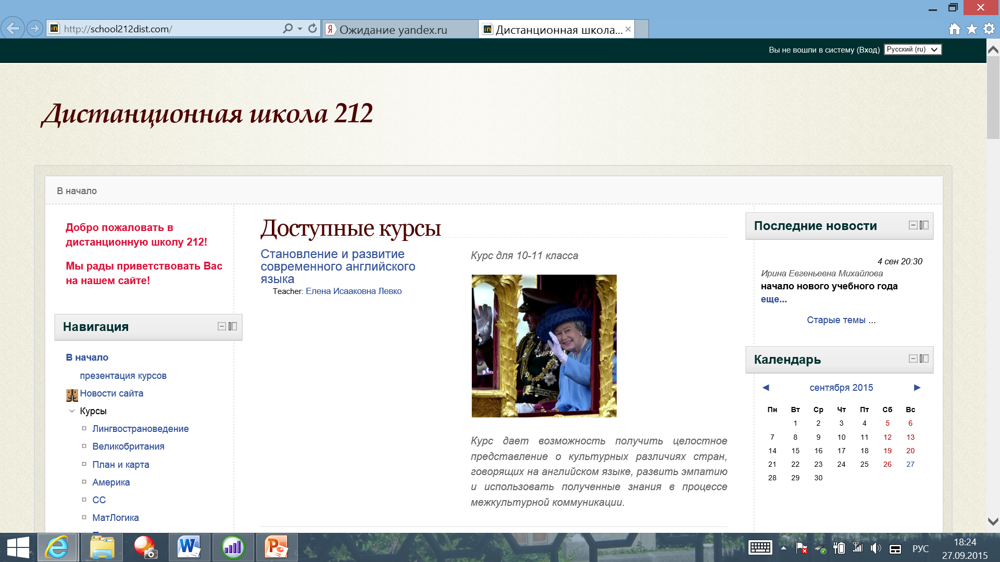 http://school212dist.com/
Ожидание yandex.ru
Дистанционная школа...
Вы не вошли в систему (Вход)
Русский (ru)
Дистанционная школа 212
В начало
Добро пожаловать в
дистанционную школу 212!
Мы рады приветствовать Вас
на нашем сайте!
Навигация
В начало
презентация курсов
Новости сайта
Курсы
Лингвострановедение
Великобритания
План и карта
Америка
СС
МатЛогика
Доступные курсы
Становление и развитие
современного английского
языка
Teacher: Елена Исааковна Левко
Курс для 10-11 класса
Курс дает возможность получить целостное
представление о культурных различиях стран,
говорящих на английском языке, развить эмпатию
и использовать полученные знания в процессе
межкультурной коммуникации.
Последние новости
4 сен 20:30
Ирина Евгеньевна Михайлова
начало нового учебного года
еще...
Старые темы ...
Календарь
сентября 2015
Пн Вт Ср Чт Пт Сб Вс
1 2 3 4 5 6
7 8 9 10 11 12 13
14 15 16 17 18 19 20
21 22 23 24 25 26 27
28 29 30
РУС
18:24
27.09.2015